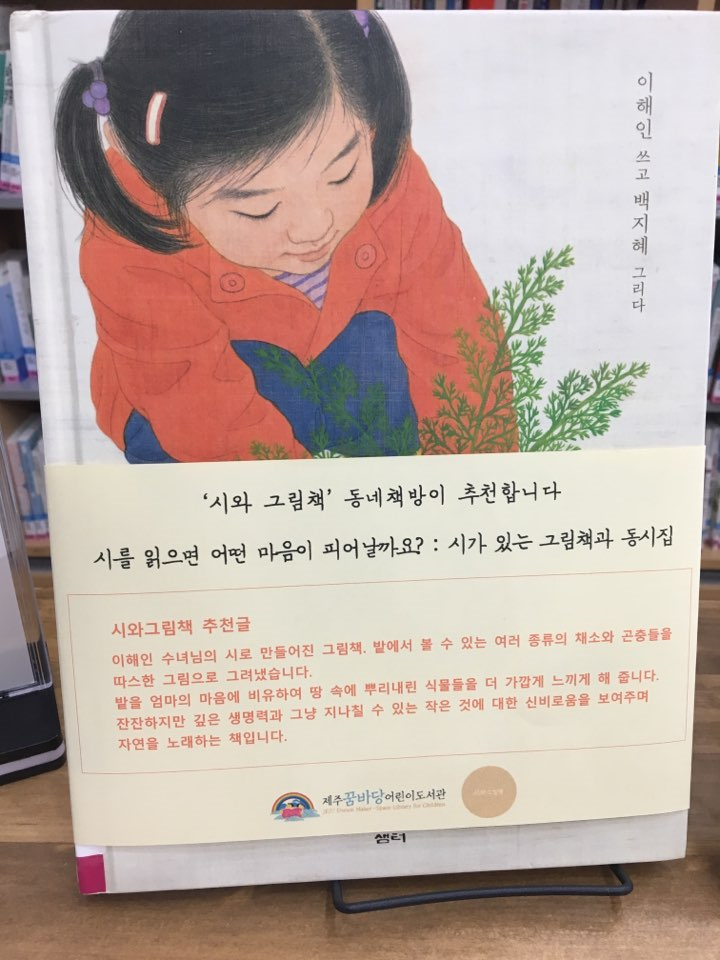 이해인 쓰고 백지혜 그리다
‘시와 그림책’ 동네책방이 추천합니다
시를 읽으면 어떤 마음이 피어날까요? : 시가 있는 그림책과 동시집
시와그림책 추천글
이해인 수녀님의 시로 만들어진 그림책. 밭에서 볼 수 있는 여러 종류의 채소와 곤충들을
따스한 그림으로 그려냈습니다.
밭을 엄마의 마음에 비유하여 땅 속에 뿌리내린 식물들을 더 가깝게 느끼게 해 줍니다.
잔잔하지만 깊은 생명력과 그냥 지나칠 수 있는 작은 것에 대한 신비로움을 보여주며
자연을 노래하는 책입니다.
제주꿈바당어린이도서관
Library for Children
샘터